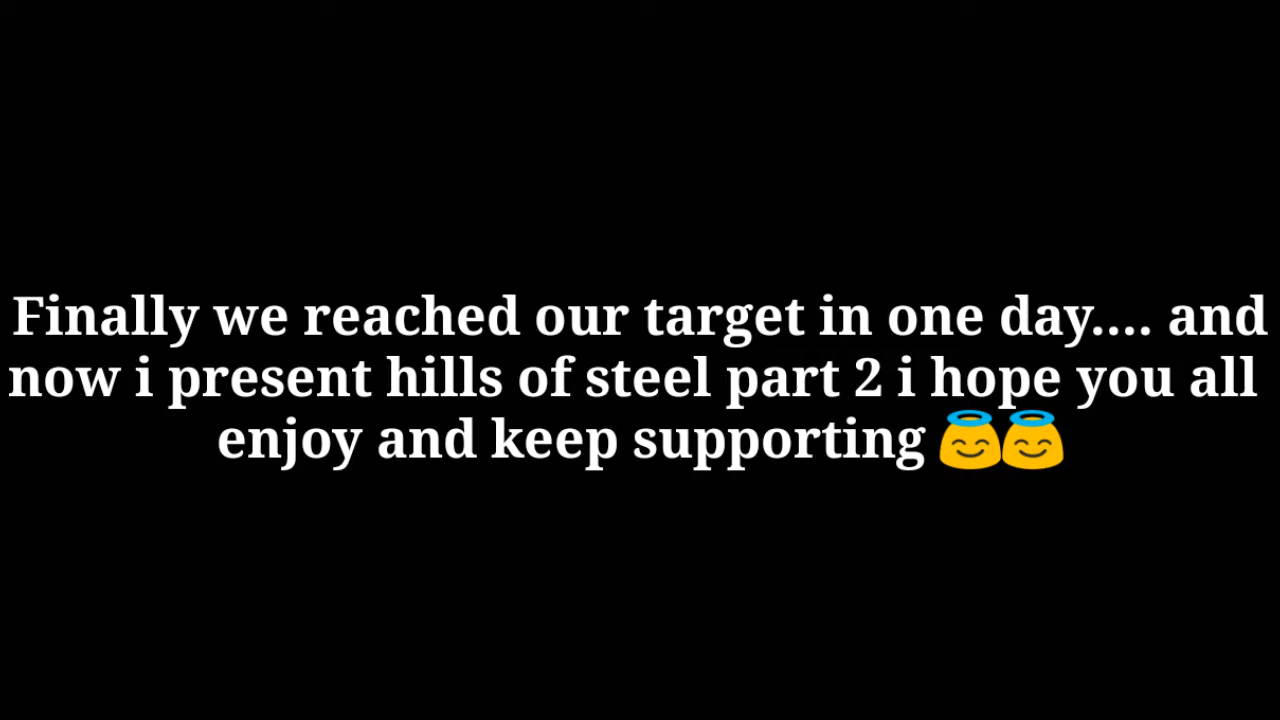 Finally we reached our target in one day.... and
now i present hills of steel part 2 i hope you all
enjoy and keep supporting 😇😇